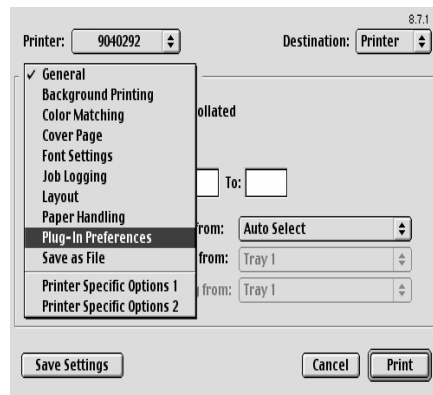 8.7.1
Printer: 9040292 Destination: Printer
✓ General
Background Printing
Color Matching
ollated
Cover Page
Font Settings
Job Logging
To:
Layout
Paper Handling
from: Auto Select
Plug-In Preferences
Save as File
from: Tray 1
Printer Specific Options 1
from: Tray 1
Printer Specific Options 2
Save Settings Cancel Print